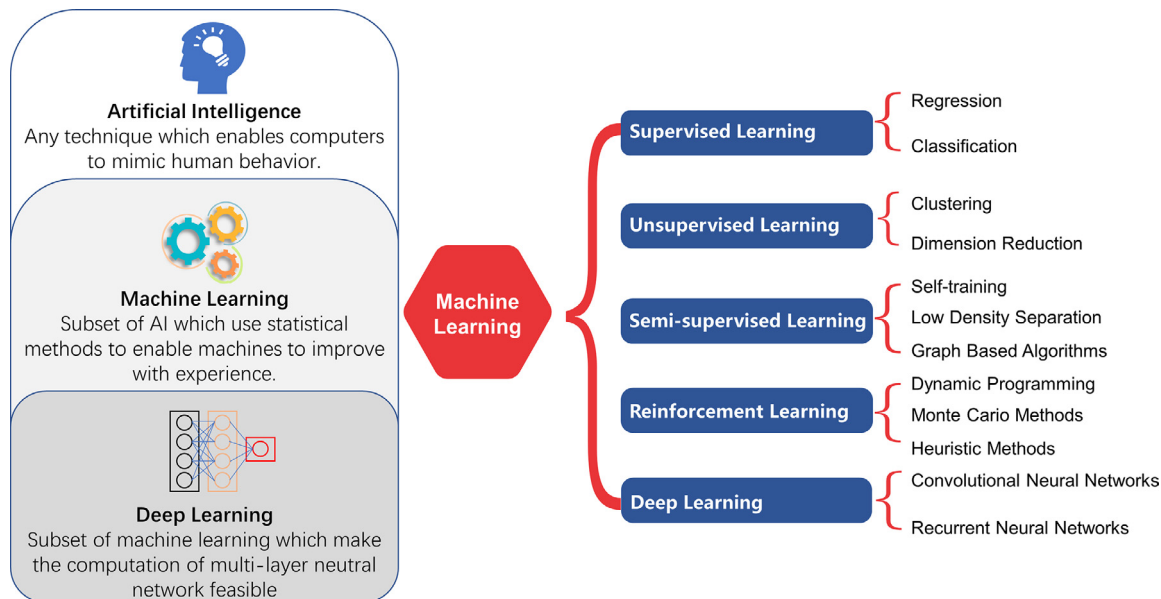 Artificial Intelligence
Any technique which enables computers
to mimic human behavior.
Machine Learning
Subset of AI which use statistical
methods to enable machines to improve
with experience.
Deep Learning
Subset of machine learning which make
the computation of multi-layer neutral
network feasible
Machine
Learning
Supervised Learning
Regression
Classification
Unsupervised Learning
Clustering
Dimension Reduction
Semi-supervised Learning
Self-training
Low Density Separation
Graph Based Algorithms
Reinforcement Learning
Dynamic Programming
Monte Cario Methods
Heuristic Methods
Deep Learning
Convolutional Neural Networks
Recurrent Neural Networks